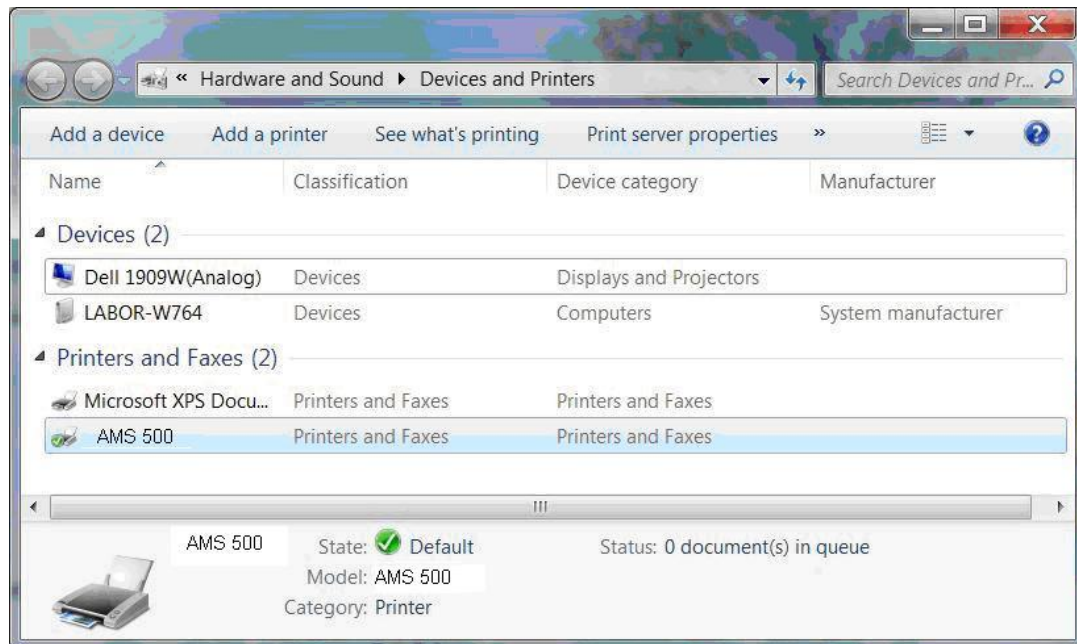 « Hardware and Sound ▸ Devices and Printers Search Devices and Pr...
Add a device Add a printer See what's printing Print server properties »
Name Classification Device category Manufacturer
Devices (2)
Dell 1909W(Analog) Devices Displays and Projectors
LABOR-W764 Devices Computers System manufacturer
Printers and Faxes (2)
Microsoft XPS Docu... Printers and Faxes Printers and Faxes
AMS 500 Printers and Faxes Printers and Faxes
AMS 500 State: Default Status: 0 document(s) in queue
Model: AMS 500
Category: Printer